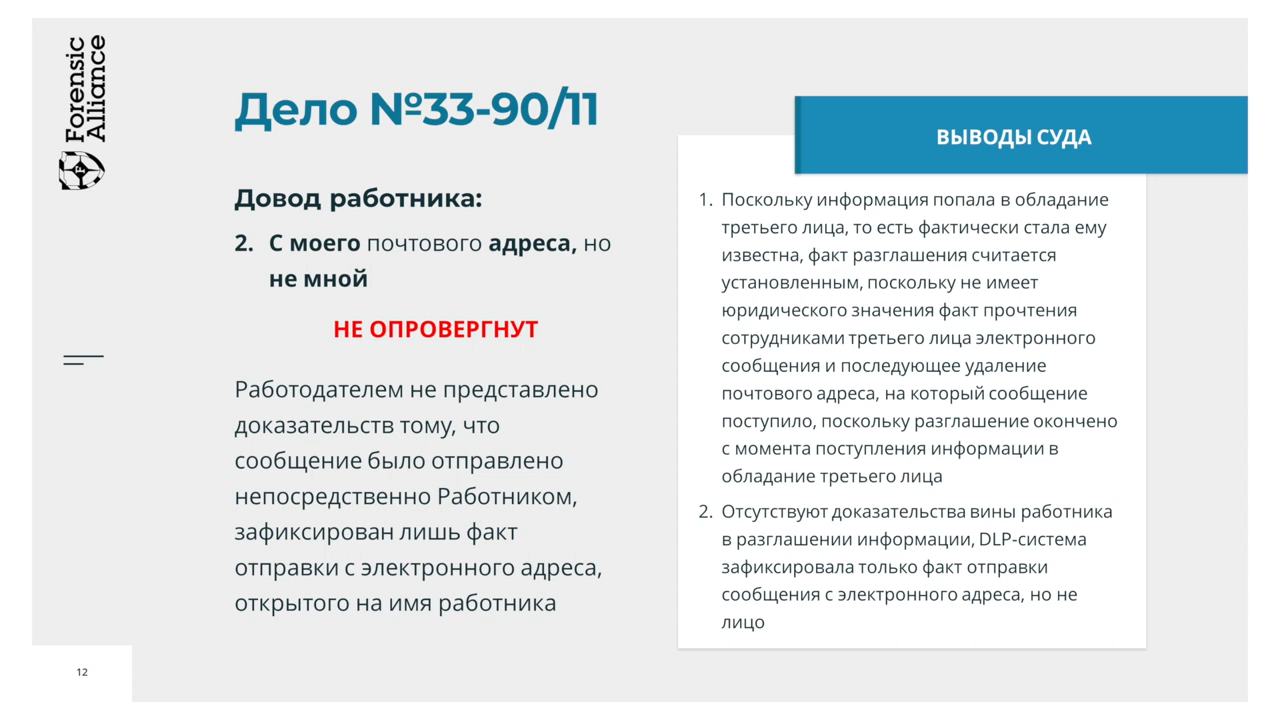 Forensic
Alliance
Дело №33-90/11
Довод работника:
2. С моего почтового адреса, но
не мной
НЕ ОПРОВЕРГНУТ
Работодателем не представлено
доказательств тому, что
сообщение было отправлено
непосредственно Работником,
зафиксирован лишь факт
отправки с электронного адреса,
открытого на имя работника
ВЫВОДЫ СУДА
1. Поскольку информация попала в обладание
третьего лица, то есть фактически стала ему
известна, факт разглашения считается
установленным, поскольку не имеет
юридического значения факт прочтения
сотрудниками третьего лица электронного
сообщения и последующее удаление
почтового адреса, на который сообщение
поступило, поскольку разглашение окончено
с момента поступления информации в
обладание третьего лица
2. Отсутствуют доказательства вины работника
в разглашении информации, DLP-система
зафиксировала только факт отправки
сообщения с электронного адреса, но не
лицо
12